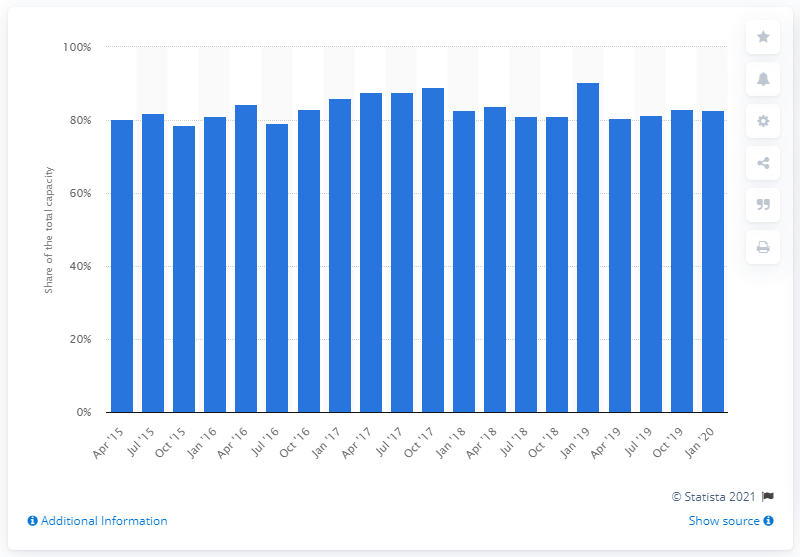 100%
80%
60%
40%
20%
0%
Share of the total capacity
Apr '15
Jul '15
Oct '15
Jan '16
Apr '16
Jul '16
Oct '16
Jan '17
Apr '17
Jul '17
Oct '17
Jan '18
Apr '18
Jul '18
Oct '18
Jan '19
Apr '19
Jul '19
Oct '19
Jan '20
© Statista 2021
Additional Information
Show source